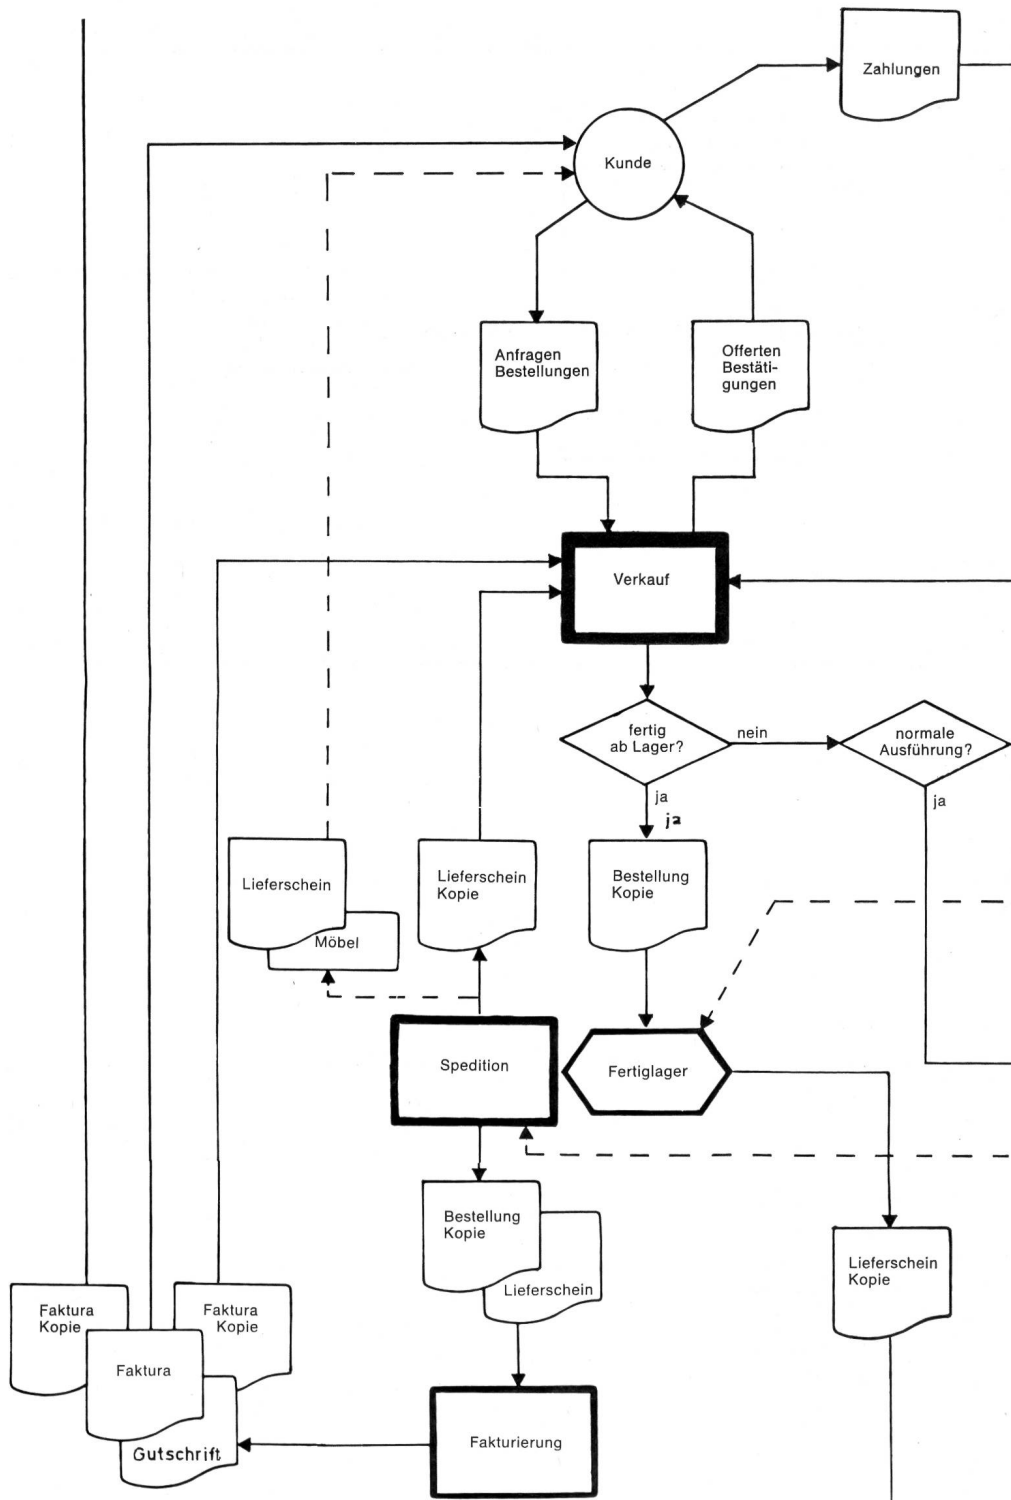 Zahlungen
Kunde
Anfragen
Bestellungen
Offerten
Bestäti-
gungen
Verkauf
fertig
ab Lager?
nein
normale
Ausführung?
ja
ja
ja
Lieferschein
Möbel
Lieferschein
Kopie
Bestellung
Kopie
Spedition
Fertiglager
Bestellung
Kopie
Lieferschein
Lieferschein
Kopie
Faktura
Kopie
Faktura
Kopie
Faktura
Gutschrift
Fakturierung